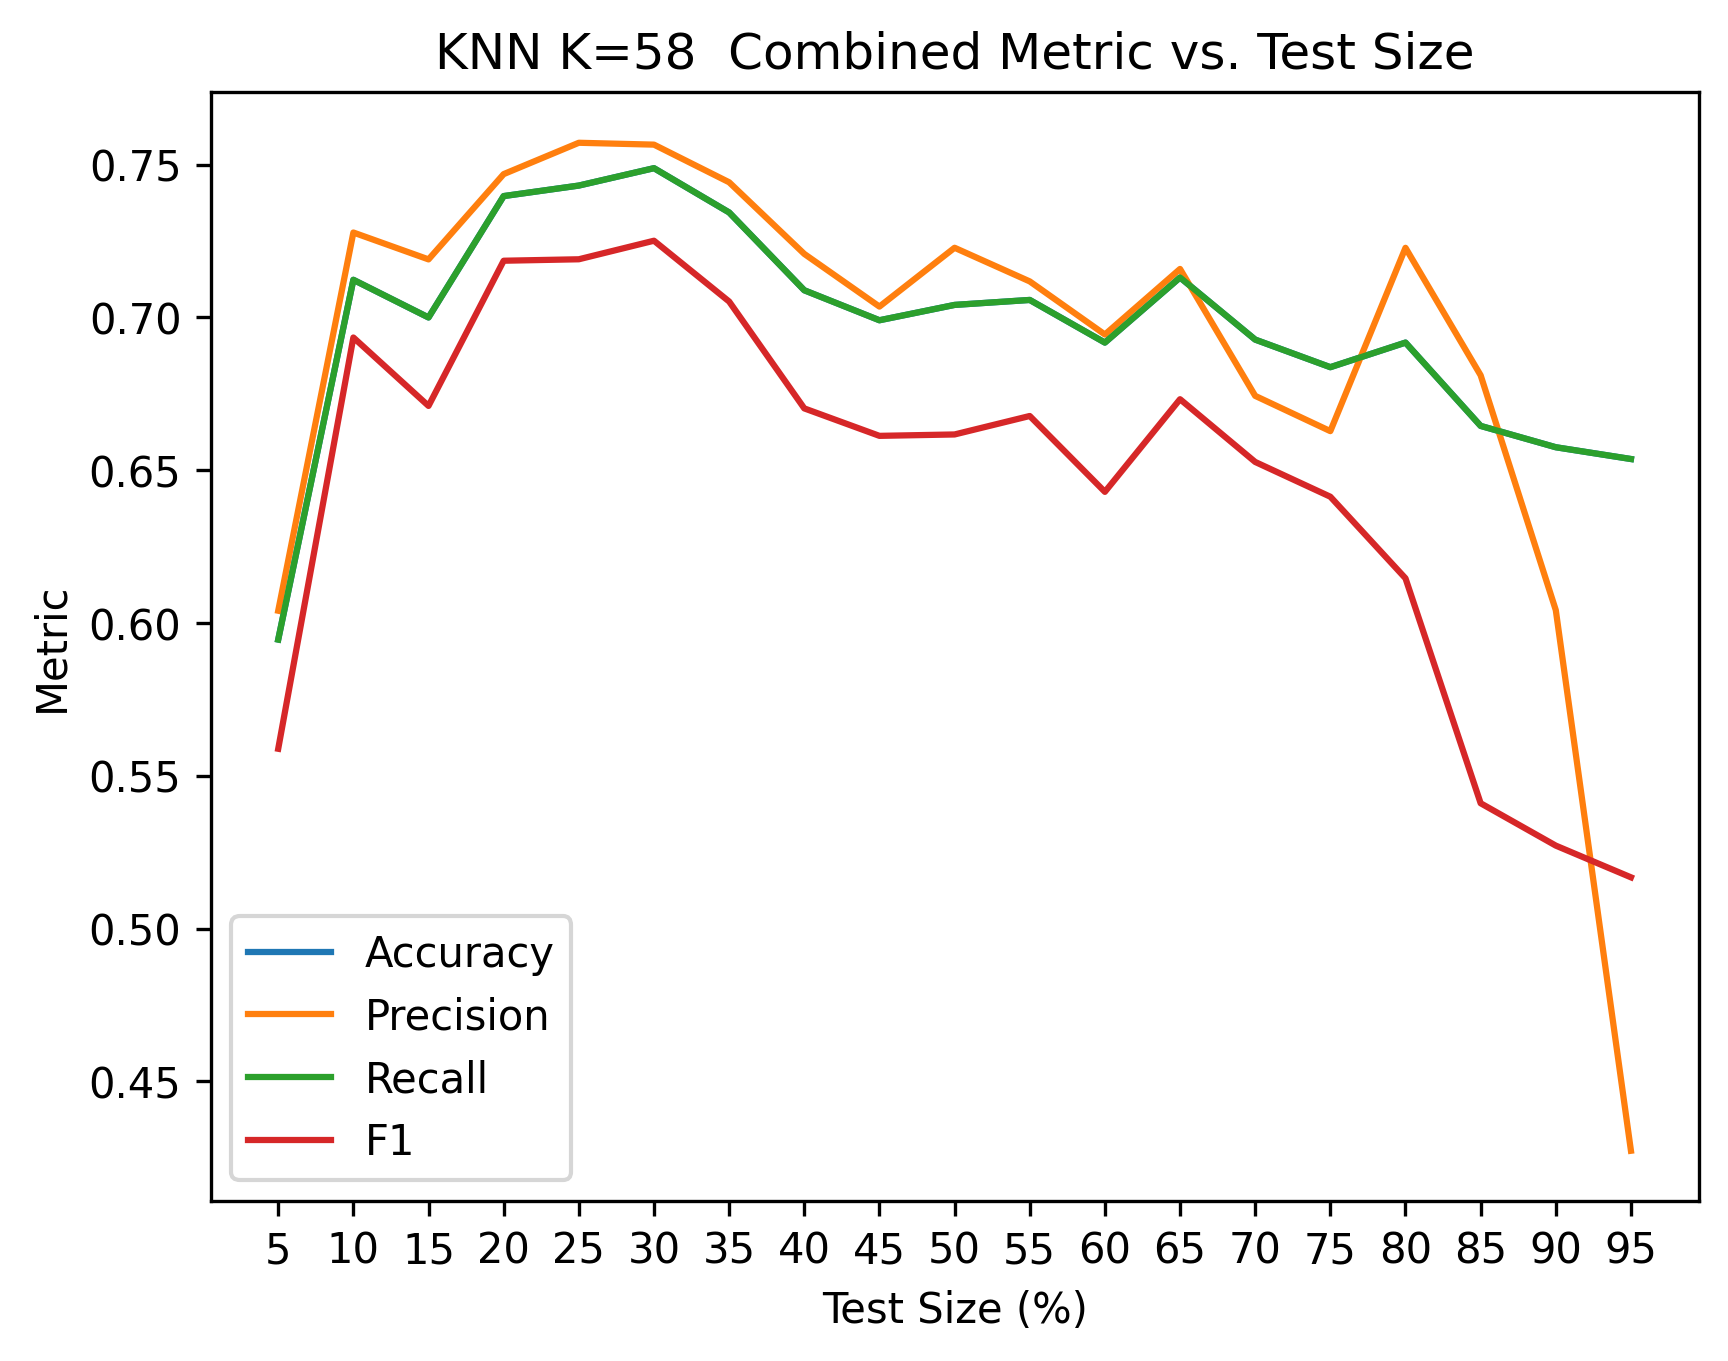 KNN K=58  Combined Metric vs. Test Size
0.75
0.70
0.65
0.60
0.55
0.50
0.45
Metric
Accuracy
Precision
Recall
F1
5 10 15 20 25 30 35 40 45 50 55 60 65 70 75 80 85 90 95
Test Size (%)